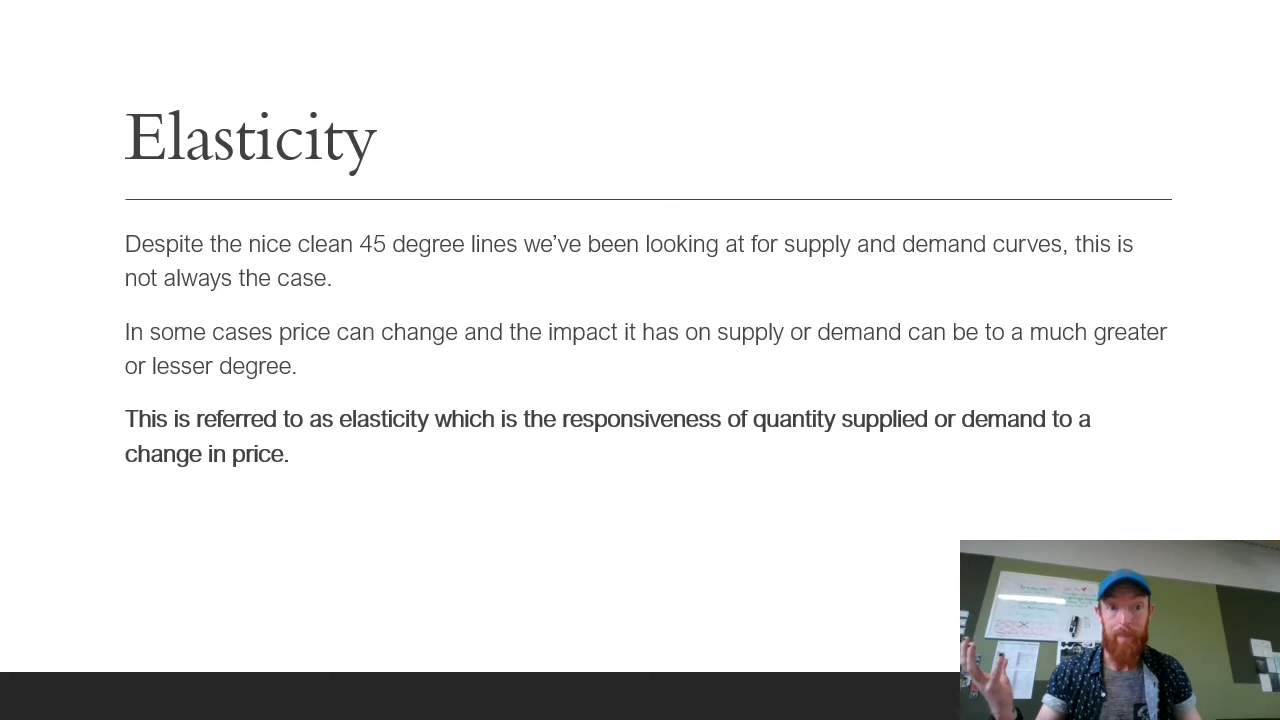 Elasticity
Despite the nice clean 45 degree lines we’ve been looking at for supply and demand curves, this is
not always the case.
In some cases price can change and the impact it has on supply or demand can be to a much greater
or lesser degree.
This is referred to as elasticity which is the responsiveness of quantity supplied or demand to a
change in price.